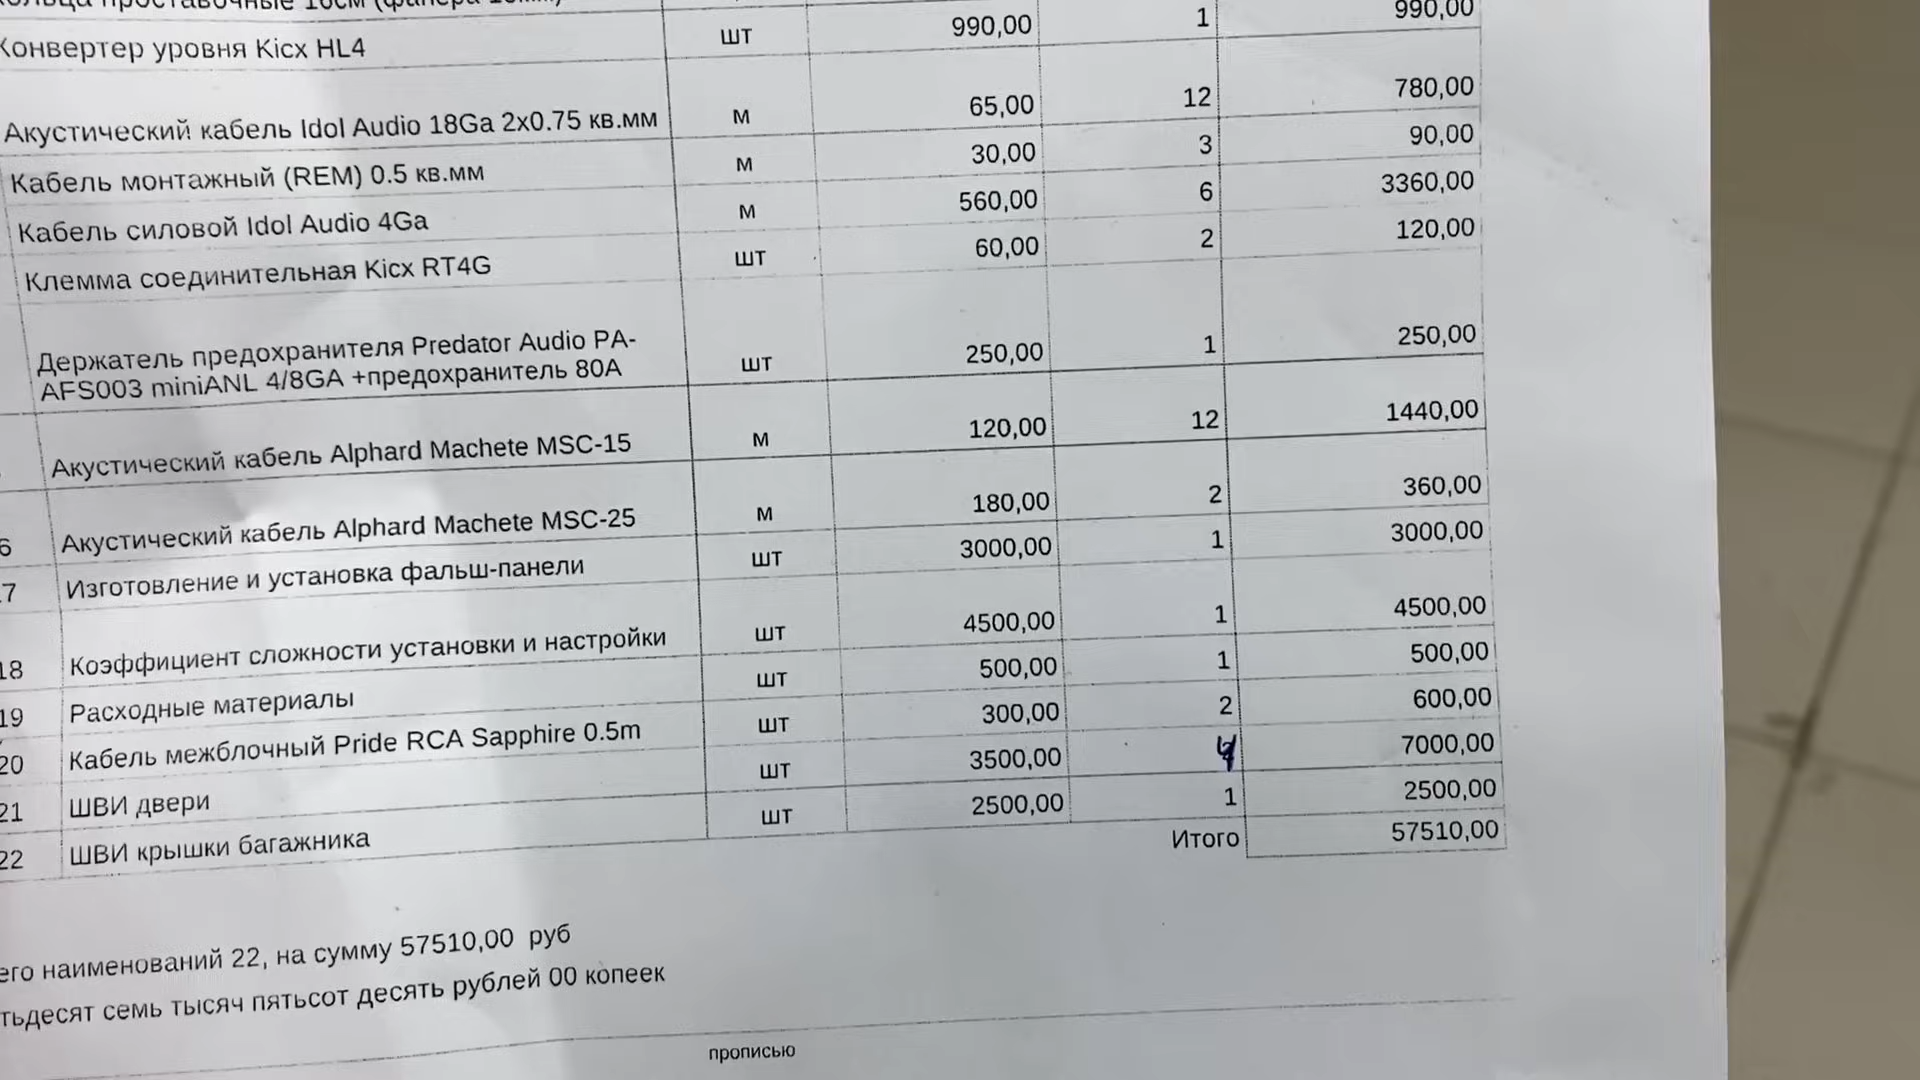 проставочные 16см (фанера
Конвертер уровня Kicx HL4 шт 990,00 1 990,00
Акустический кабель Idol Audio 18Ga 2x0.75 кв.мм м 65,00 12 780,00
Кабель монтажный (REM) 0.5 кв.мм м 30,00 3 90,00
Кабель силовой Idol Audio 4Ga м 560,00 6 3360,00
Клемма соединительная Kicx RT4G шт 60,00 2 120,00
Держатель предохранителя Predator Audio PA-
AFS003 miniANL 4/8GA +предохранитель 80A шт 250,00 1 250,00
Акустический кабель Alphard Machete MSC-15 м 120,00 12 1440,00
6 Акустический кабель Alphard Machete MSC-25 м 180,00 2 360,00
7 Изготовление и установка фальш-панели шт 3000,00 1 3000,00
18 Коэффициент сложности установки и настройки шт 4500,00 1 4500,00
19 Расходные материалы шт 500,00 1 500,00
20 Кабель межблочный Pride RCA Sapphire 0.5m шт 300,00 2 600,00
21 ШВИ двери шт 3500,00 4 7000,00
22 ШВИ крышки багажника шт 2500,00 1 2500,00
Итого 57510,00
его наименований 22, на сумму 57510,00 руб
тьдесят семь тысяч пятьсот десять рублей 00 копеек
прописью